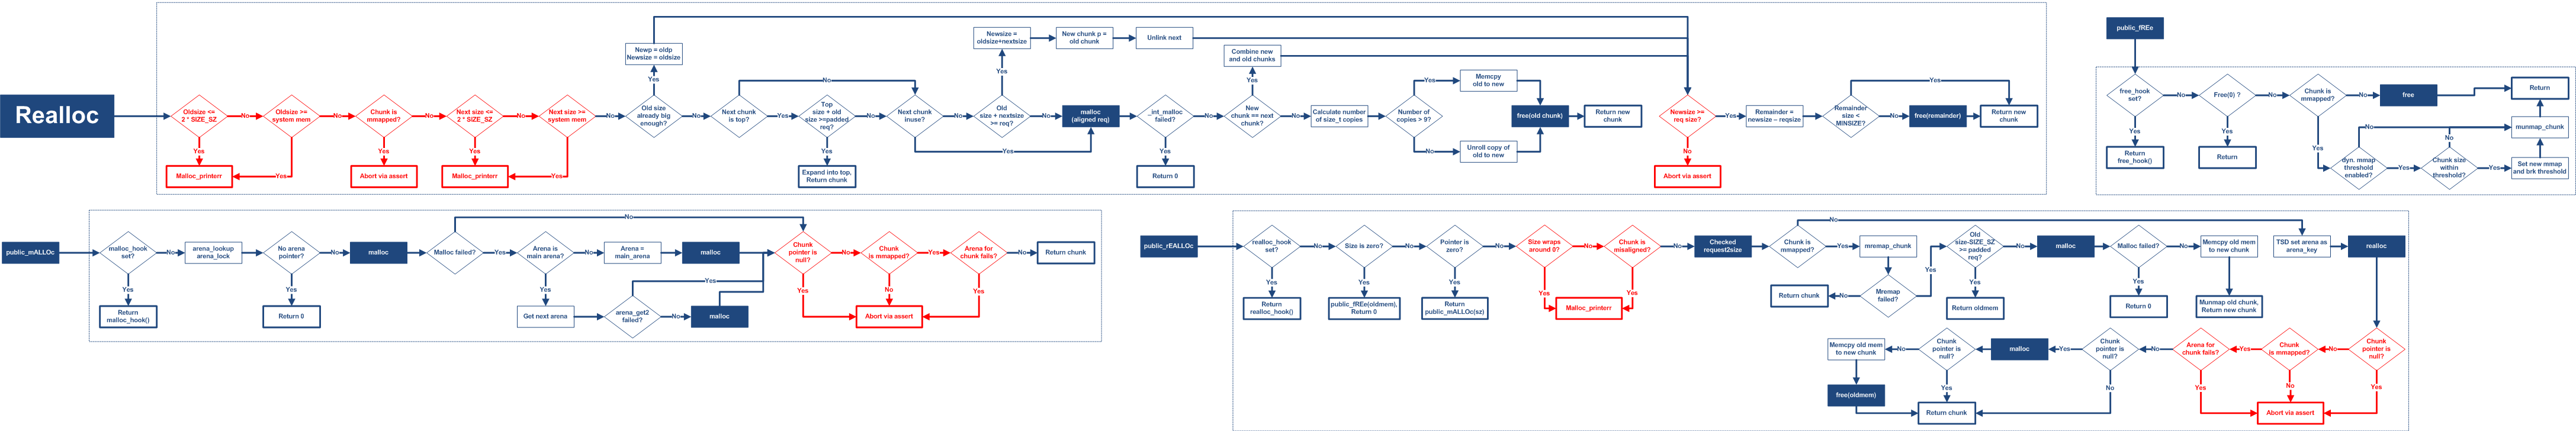 Realloc
Oldsize <=
2 * SIZE_SZ
No
Yes
Oldsize >=
system mem
No
Yes
Malloc_printerr
Chunk is
mmapped?
No
Yes
Abort via assert
Next size <=
2 * SIZE_SZ
No
Yes
Next size >=
system mem
No
Yes
Malloc_printerr
Old size
already big
enough?
Yes
No
Newp = oldp
Newsize = oldsize
Next chunk
is top?
No
Yes
Top
size + old
size >=padded
req?
No
Yes
Expand into top,
Return chunk
Next chunk
inuse?
No
Yes
Old
size + nextsize
>= req?
Yes
No
Newsize =
oldsize+nextsize
New chunk p =
old chunk
Unlink next
malloc
(aligned req)
_int_malloc
failed?
No
Yes
Return 0
New
chunk == next
chunk?
Yes
No
Combine new
and old chunks
Calculate number
of size_t copies
Number of
copies > 9?
Yes
No
Memcpy
old to new
Unroll copy of
old to new
free(old chunk)
Return new
chunk
Newsize >=
req size?
Yes
No
Abort via assert
Remainder =
newsize – reqsize
Remainder
size <
MINSIZE?
Yes
No
free(remainder)
Return new
chunk
public_fREe
free_hook
set?
No
Yes
Return
free_hook()
Free(0) ?
No
Yes
Return
Chunk is
mmapped?
No
Yes
free
Return
dyn. mmap
threshold
enabled?
No
Yes
Chunk size
within
threshold?
No
Yes
munmap_chunk
Set new mmap
and brk threshold
public_mALLOc
malloc_hook
set?
No
Yes
Return
malloc_hook()
arena_lookup
arena_lock
No arena
pointer?
No
Yes
Return 0
malloc
Malloc failed?
No
Yes
Arena is
main arena?
No
Yes
Arena =
main_arena
malloc
Get next arena
arena_get2
failed?
Yes
No
malloc
Chunk
pointer is
null?
No
Yes
Chunk
is mmapped?
Yes
No
Arena for
chunk fails?
No
Yes
Abort via assert
Return chunk
public_rEALLOc
realloc_hook
set?
No
Yes
Return
realloc_hook()
Size is zero?
No
Yes
public_fREe(oldmem),
Return 0
Pointer is
zero?
No
Yes
Return
public_mALLOc(sz)
Size wraps
around 0?
No
Yes
Chunk is
misaligned?
No
Yes
Malloc_printerr
Checked
request2size
Chunk is
mmapped?
No
Yes
mrmmap_chunk
Mremap
failed?
No
Yes
Return chunk
Old
size-SIZE_SZ
>= padded
req?
No
Yes
Return oldmem
malloc
Malloc failed?
No
Yes
Return 0
Memcpy old mem
to new chunk
Munmap old chunk,
Return new chunk
TSD set arena as
arena_key
realloc
Chunk
pointer is
null?
No
Yes
Chunk
is mmapped?
Yes
No
Arena for
chunk fails?
No
Yes
Abort via assert
Chunk
pointer is
null?
Yes
No
malloc
Chunk
pointer is
null?
No
Yes
Memcpy old mem
to new chunk
free(oldmem)
Return chunk